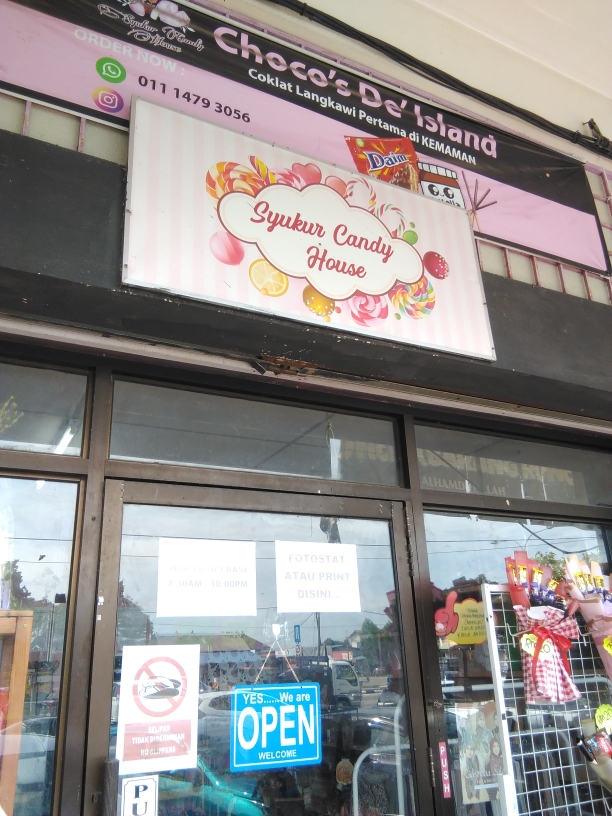 Syukur Candy
House
Choco's De' Island
Coklat Langkawi Pertama di KEMAMAN
ORDER NOW :
011 1479 3056
Daim
Syukur Candy
House
FOTOSTAT
ATAU PRINT
DISINI...
SELIPAR
TIDAK DIBENARKAN
NO SLIPPERS
YES.....We are
OPEN
WELCOME
PU
PUSH